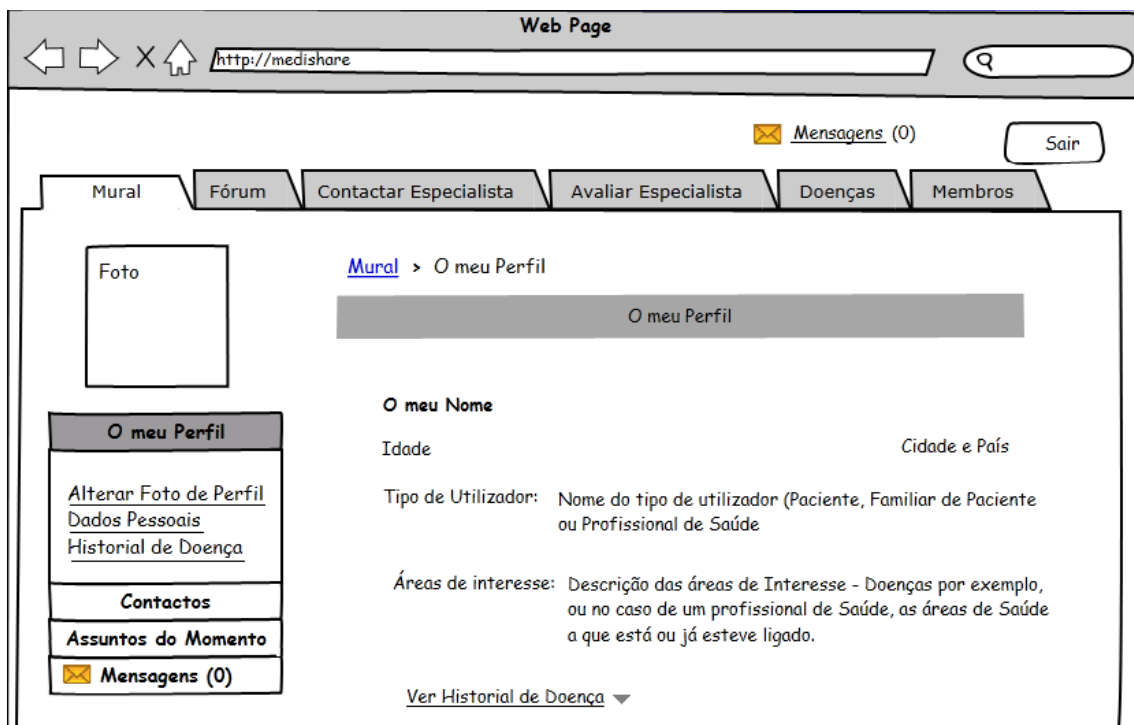 Web Page
http://medishare
Mensagens (0)
Sair
Mural
Fórum
Contactar Especialista
Avaliar Especialista
Doenças
Membros
Foto
Mural > O meu Perfil
O meu Perfil
O meu Perfil
Alterar Foto de Perfil
Dados Pessoais
Historial de Doença
Contactos
Assuntos do Momento
Mensagens (0)
O meu Nome
Idade
Cidade e País
Tipo de Utilizador:
Nome do tipo de utilizador (Paciente, Familiar de Paciente
ou Profissional de Saúde
Áreas de interesse:
Descrição das áreas de Interesse - Doenças por exemplo,
ou no caso de um profissional de Saúde, as áreas de Saúde
a que está ou já esteve ligado.
Ver Historial de Doença